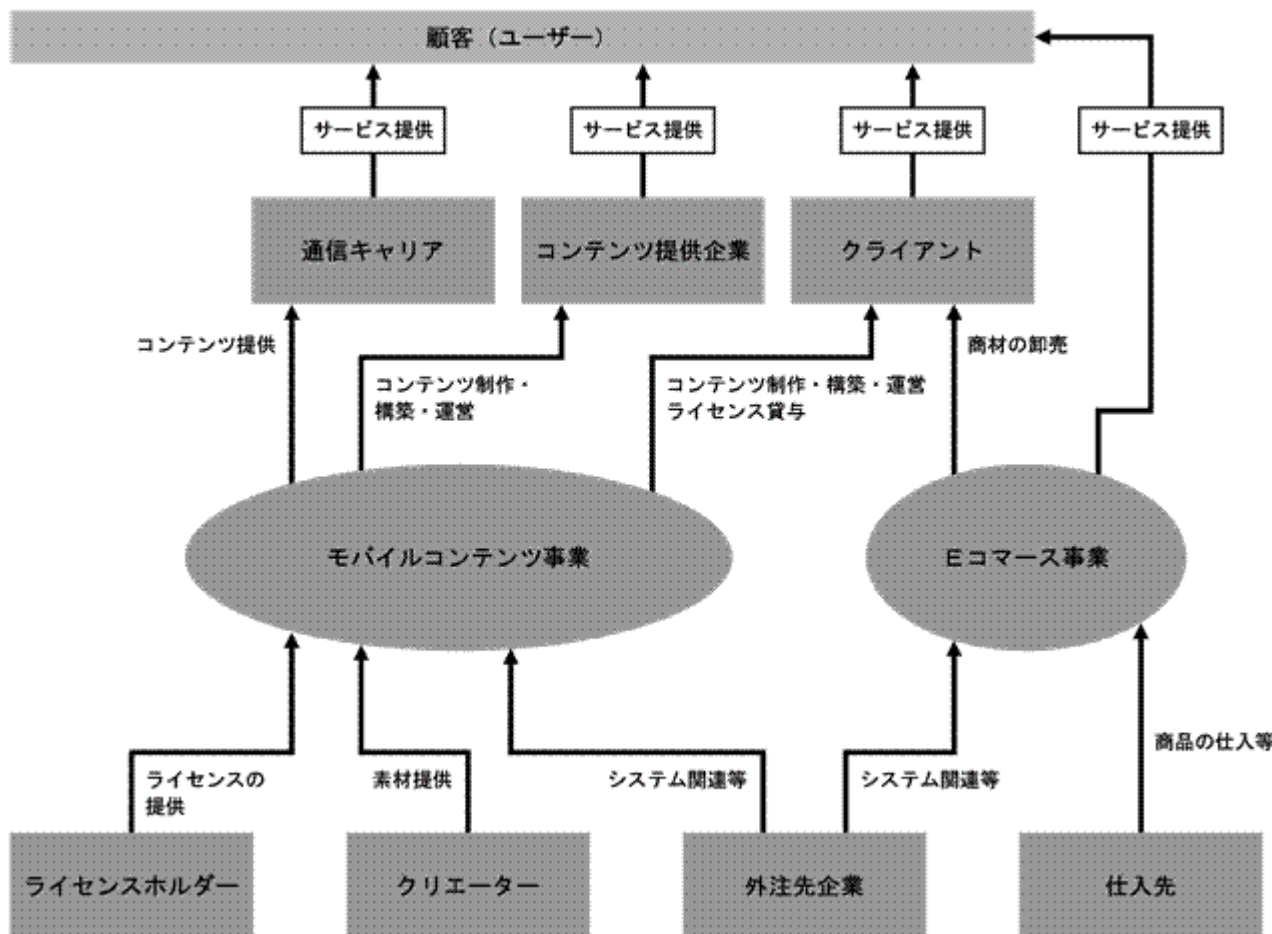 顧客（ユーザー）
サービス提供
サービス提供
サービス提供
サービス提供
通信キャリア
コンテンツ提供企業
クライアント
コンテンツ提供
コンテンツ制作・
構築・運営
コンテンツ制作・構築・運営
ライセンス貸与
商材の卸売
モバイルコンテンツ事業
Ｅコマース事業
ライセンスの
提供
素材提供
システム関連等
システム関連等
商品の仕入等
ライセンスホルダー
クリエーター
外注先企業
仕入先